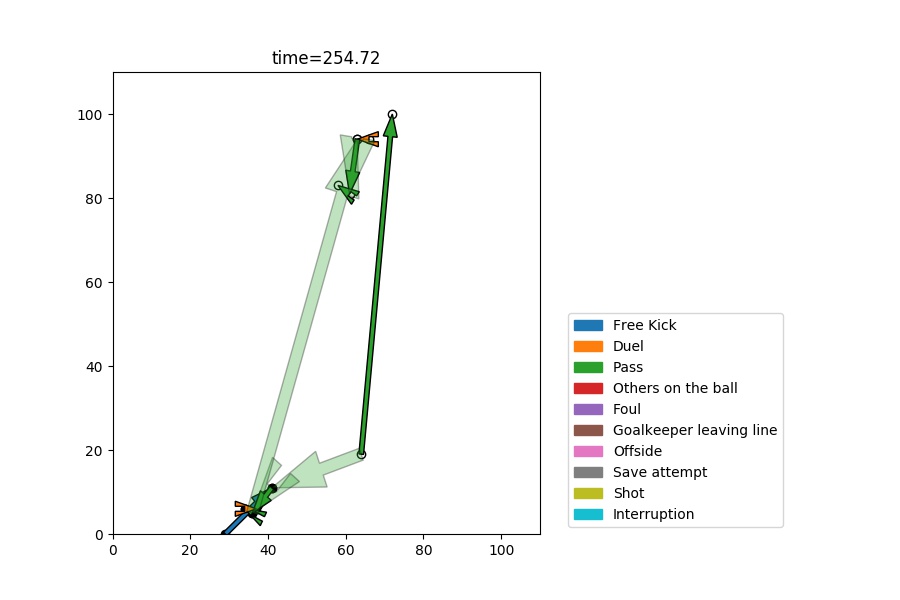 time=254.72
100
80
60
40
20
0
0
20
40
60
80
100
Free Kick
Duel
Pass
Others on the ball
Foul
Goalkeeper leaving line
Offside
Save attempt
Shot
Interruption